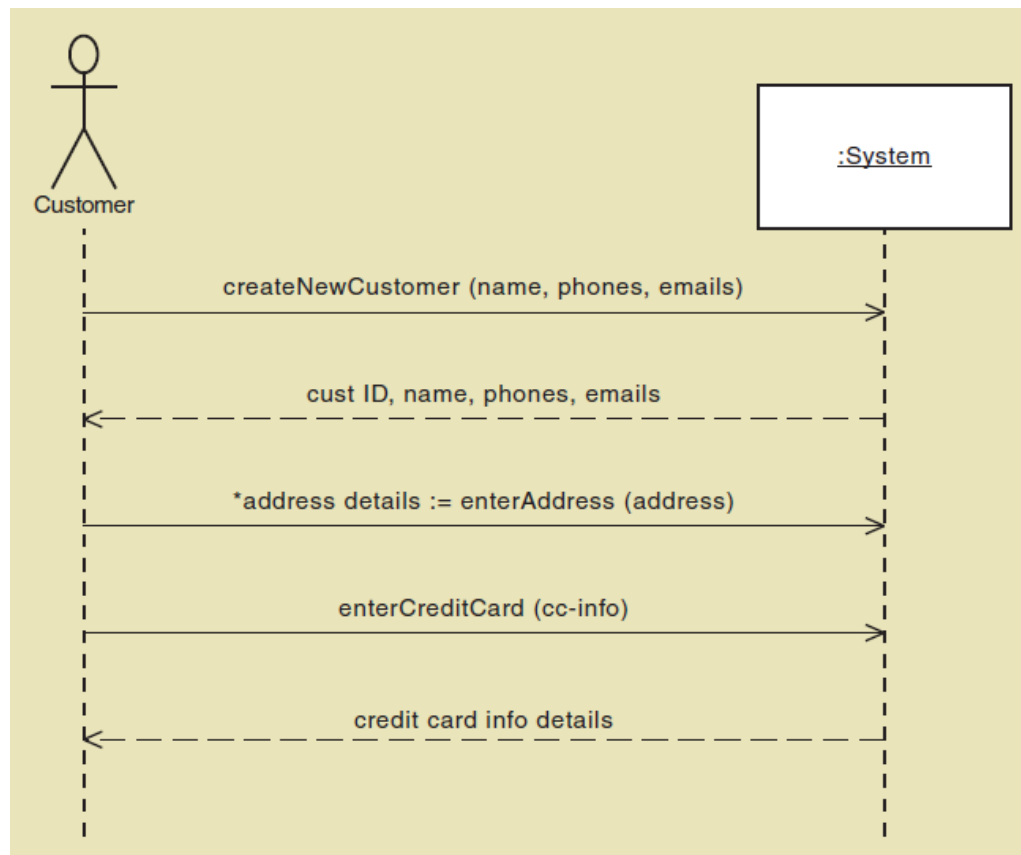 :System
Customer
createNewCustomer (name, phones, emails)
cust ID, name, phones, emails
*address details := enterAddress (address)
enterCreditCard (cc-info)
credit card info details